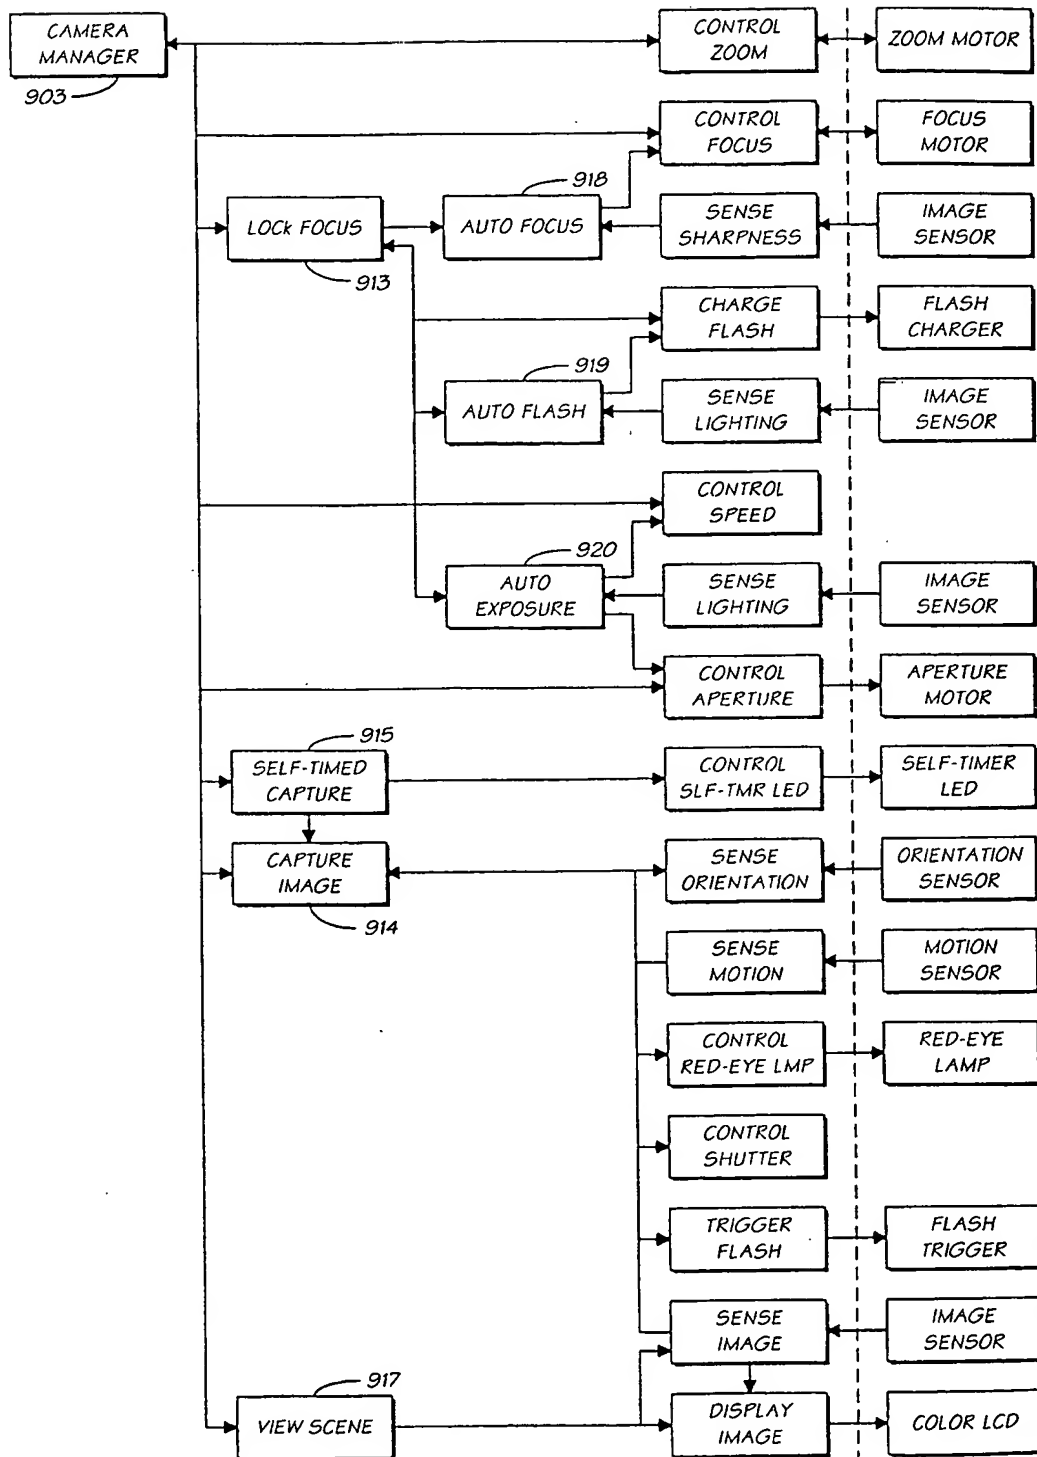 CAMERA
MANAGER
903
CONTROL
ZOOM
ZOOM MOTOR
CONTROL
FOCUS
FOCUS
MOTOR
918
LOCK FOCUS
913
AUTO FOCUS
SENSE
SHARPNESS
IMAGE
SENSOR
CHARGE
FLASH
FLASH
CHARGER
919
AUTO FLASH
SENSE
LIGHTING
IMAGE
SENSOR
CONTROL
SPEED
920
AUTO
EXPOSURE
SENSE
LIGHTING
IMAGE
SENSOR
CONTROL
APERTURE
APERTURE
MOTOR
915
SELF-TIMED
CAPTURE
CONTROL
SLF-TMR LED
SELF-TIMER
LED
CAPTURE
IMAGE
914
SENSE
ORIENTATION
ORIENTATION
SENSOR
SENSE
MOTION
MOTION
SENSOR
CONTROL
RED-EYE LMP
RED-EYE
LAMP
CONTROL
SHUTTER
TRIGGER
FLASH
FLASH
TRIGGER
SENSE
IMAGE
IMAGE
SENSOR
917
VIEW SCENE
DISPLAY
IMAGE
COLOR LCD